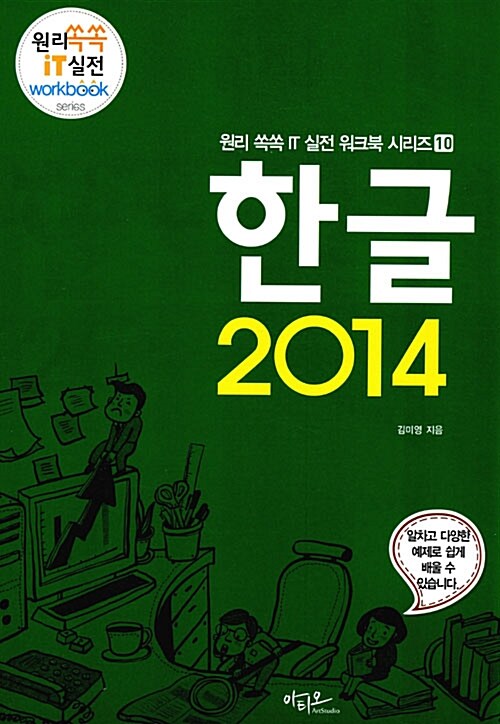 원리쏙쏙
iT실전
workbook
series
원리 쏙쏙 IT 실전 워크북 시리즈 10
한글
2014
김미영 지음
알차고 다양한
예제로 쉽게
배울 수
있습니다.
아티오
ArtStudio